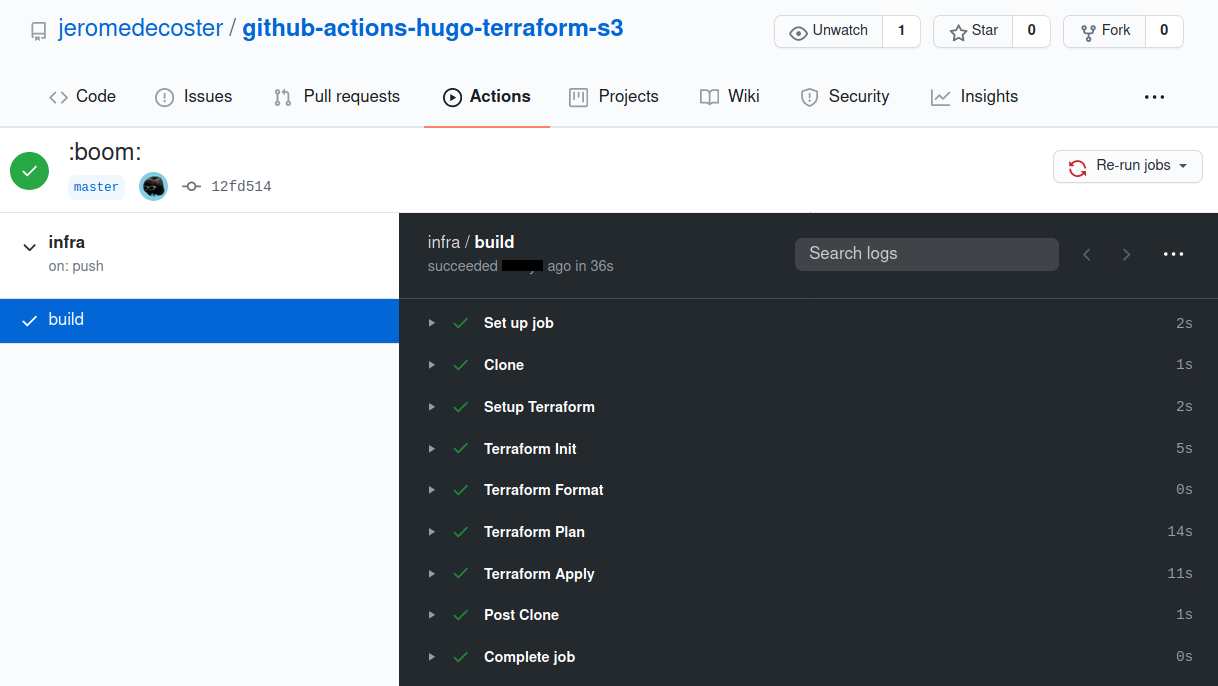 jeromedecoster / github-actions-hugo-terraform-s3
Unwatch 1 Star 0 Fork 0
Code Issues Pull requests Actions Projects Wiki Security Insights
:boom:
master 12fd514
Re-run jobs
infra
on: push
build
infra / build
succeeded ago in 36s
Search logs
Set up job 2s
Clone 1s
Setup Terraform 2s
Terraform Init 5s
Terraform Format 0s
Terraform Plan 14s
Terraform Apply 11s
Post Clone 1s
Complete job 0s